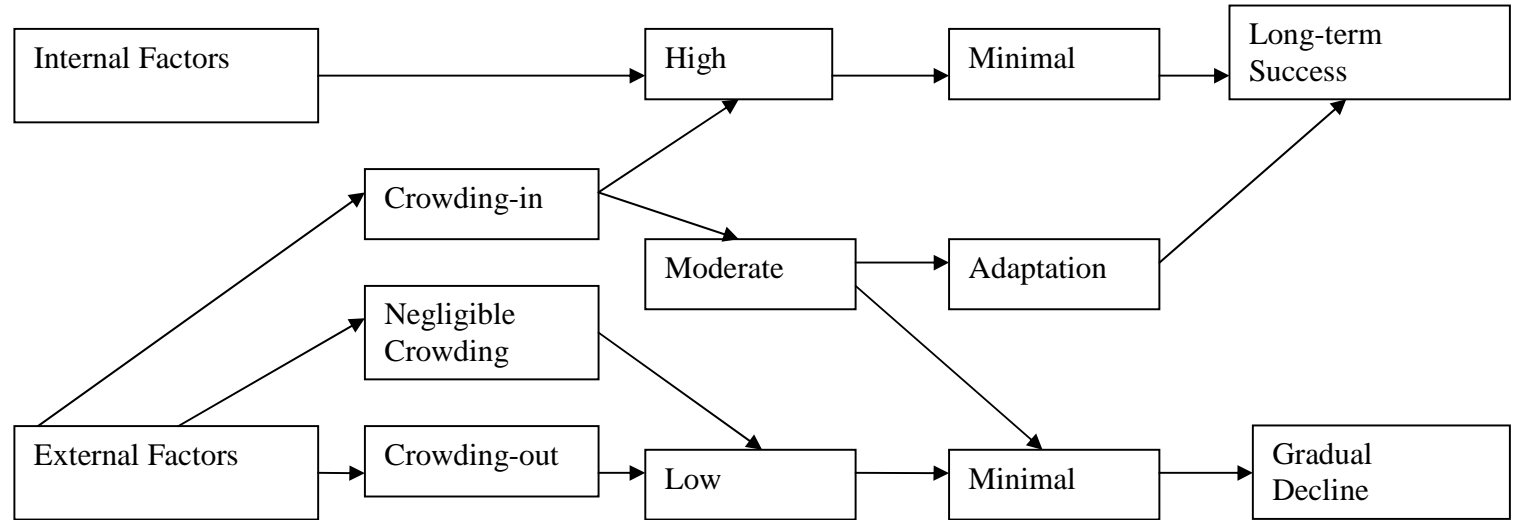 Internal Factors
High
Minimal
Long-term
Success
Crowding-in
Moderate
Adaptation
Negligible
Crowding
External Factors
Crowding-out
Low
Minimal
Gradual
Decline